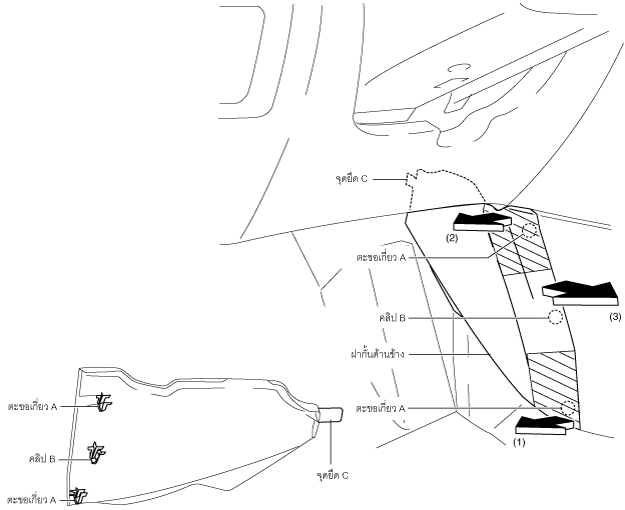 จุดยึด C
(2)
ตะขอเกี่ยว A
(3)
คลิป B
ฝากั้นด้านข้าง
ตะขอเกี่ยว A
(1)
ตะขอเกี่ยว A
คลิป B
ตะขอเกี่ยว A
จุดยึด C